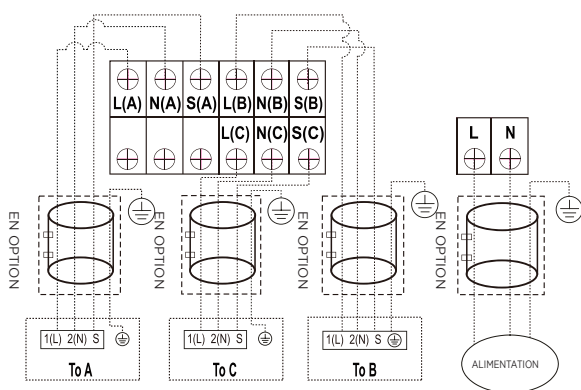 L(A) N(A) S(A) L(B) N(B) S(B)
L(C) N(C) S(C)
L N
EN OPTION
EN OPTION
EN OPTION
EN OPTION
1(L) 2(N) S
1(L) 2(N) S
1(L) 2(N) S
To A
To C
To B
ALIMENTATION